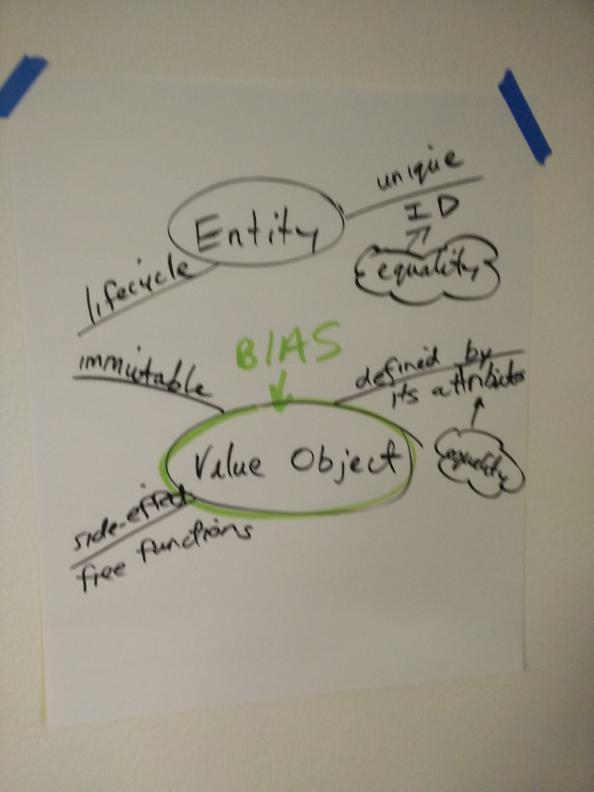 unique
ID
Entity
equality
lifecycle
BIAS
immutable
defined by
its attributes
Value Object
equality
side-effect
free functions